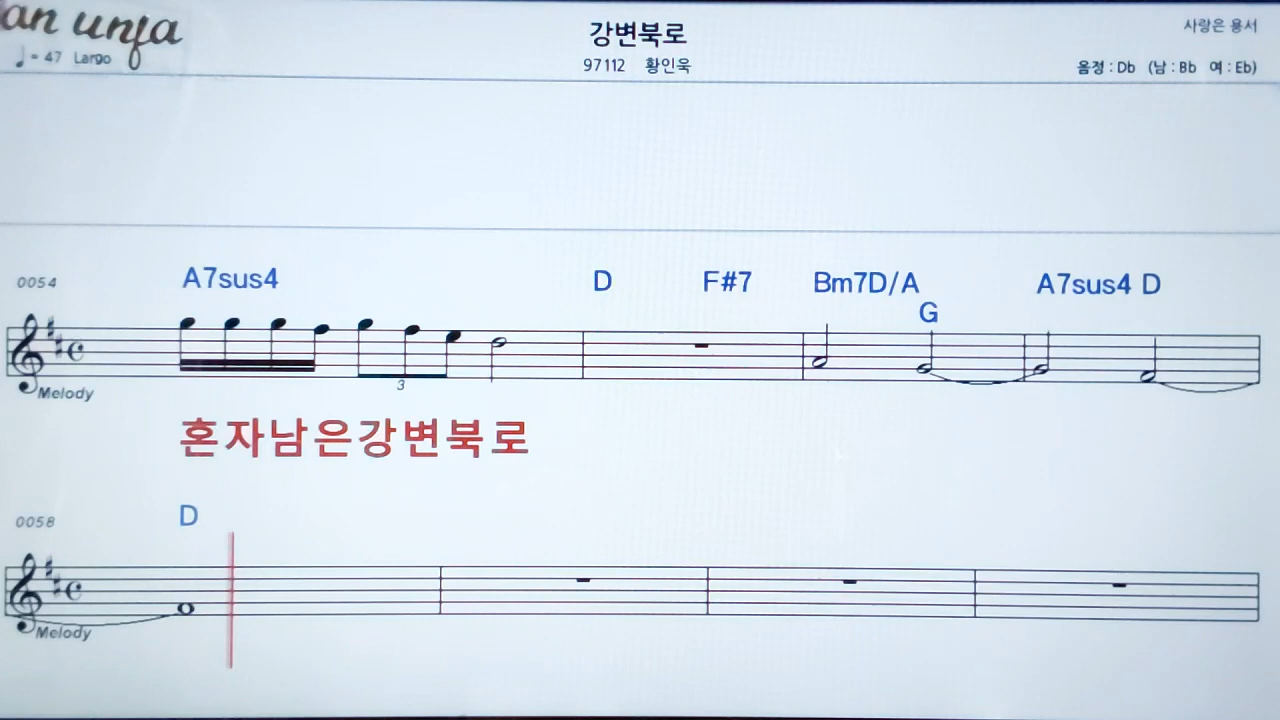 an unfa
♩= 47 Largo
강변북로
97112 황인욱
사랑은 용서
음정 : Db (남 : Bb 여 : Eb)
0054
A7sus4 D F#7 Bm7D/A G A7sus4 D
3
Melody
혼자남은강변북로
0058
D
Melody